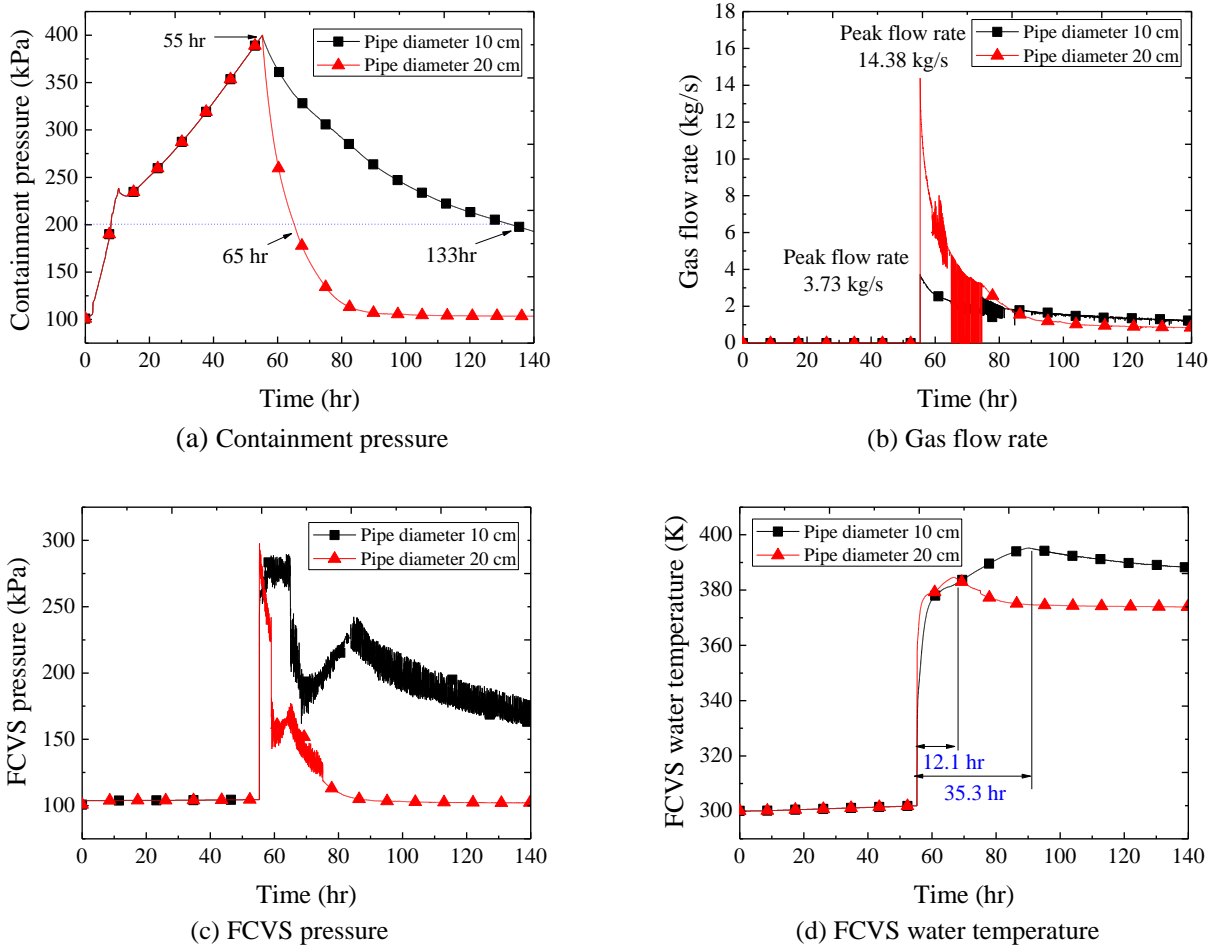 400
350
300
250
200
150
100
0 20 40 60 80 100 120 140
Containment pressure (kPa)
Time (hr)
55 hr
65 hr
133hr
Pipe diameter 10 cm
Pipe diameter 20 cm
(a) Containment pressure
18
16
14
12
10
8
6
4
2
0
0 20 40 60 80 100 120 140
Gas flow rate (kg/s)
Time (hr)
Peak flow rate
14.38 kg/s
Peak flow rate
3.73 kg/s
Pipe diameter 10 cm
Pipe diameter 20 cm
(b) Gas flow rate
300
250
200
150
100
0 20 40 60 80 100 120 140
FCVS pressure (kPa)
Time (hr)
Pipe diameter 10 cm
Pipe diameter 20 cm
(c) FCVS pressure
400
380
360
340
320
300
0 20 40 60 80 100 120 140
FCVS water temperature (K)
Time (hr)
Pipe diameter 10 cm
Pipe diameter 20 cm
12.1 hr
35.3 hr
(d) FCVS water temperature